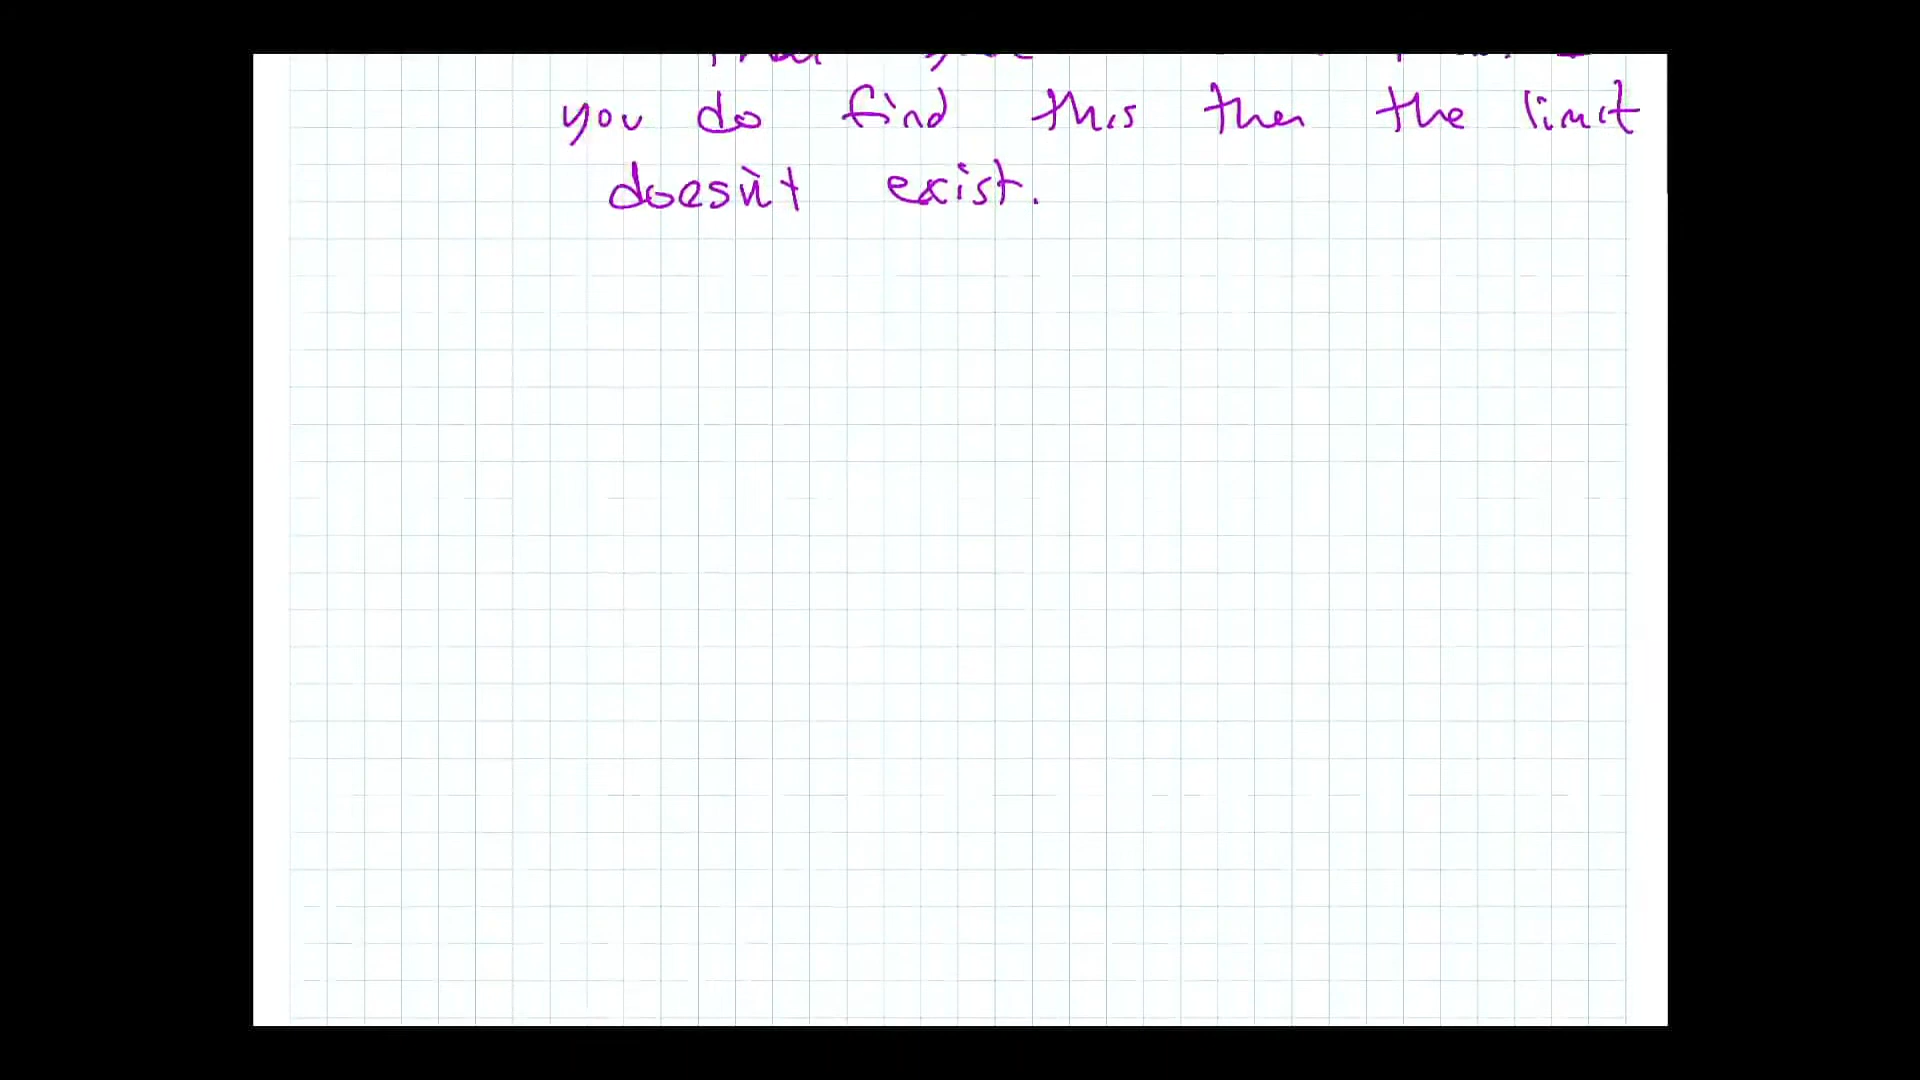 you do find this then the limit
doesn't exist.